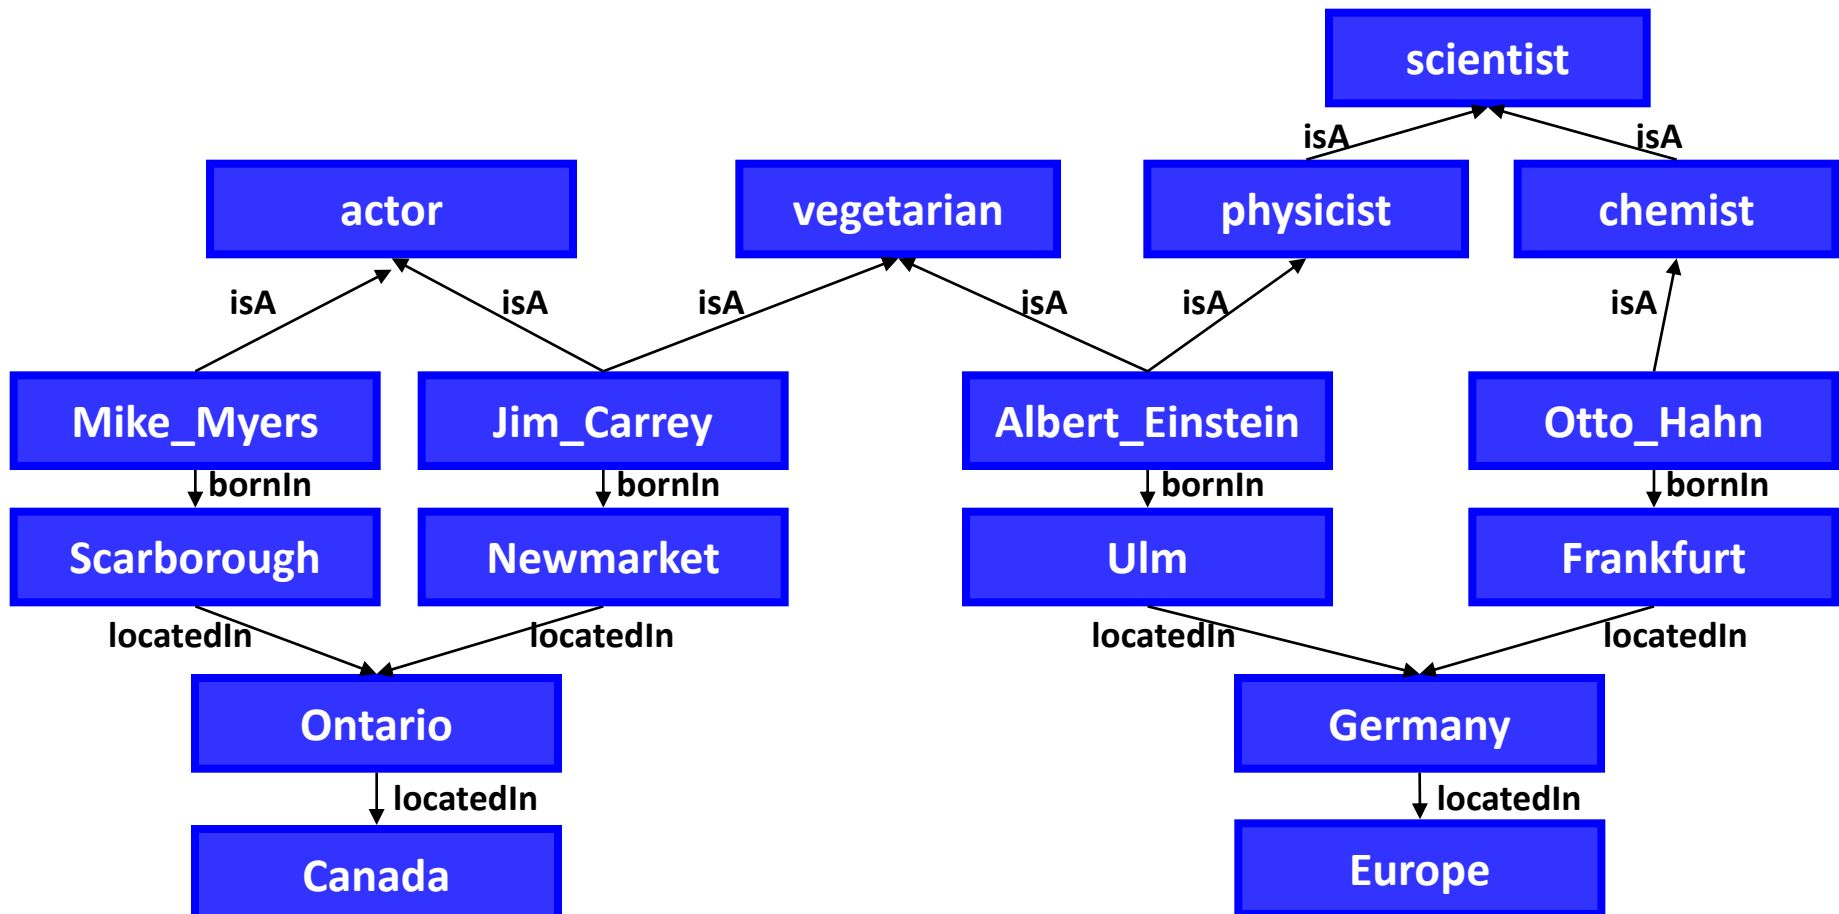 scientist
isA
isA
actor
vegetarian
physicist
chemist
isA
isA
isA
isA
isA
isA
Mike_Myers
Jim_Carrey
Albert_Einstein
Otto_Hahn
bornIn
bornIn
bornIn
bornIn
Scarborough
Newmarket
Ulm
Frankfurt
locatedIn
locatedIn
locatedIn
locatedIn
Ontario
Germany
locatedIn
locatedIn
Canada
Europe